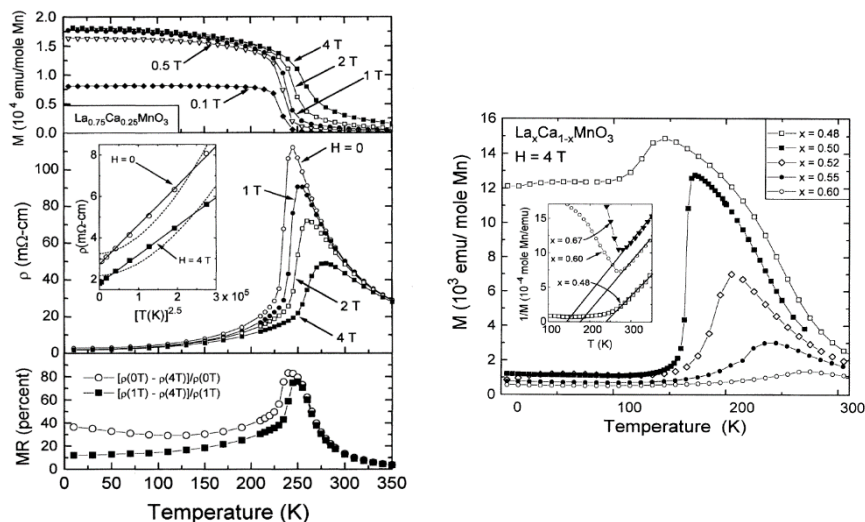 M (10⁴ emu/mole Mn)
2.0
1.5
1.0
0.5
0.0
0.5 T
4 T
2 T
1 T
0.1 T
La₀.₇₅Ca₀.₂₅MnO₃
ρ (mΩ-cm)
120
100
80
60
40
20
0
H = 0
1 T
2 T
4 T
ρ(mΩ-cm)
8
6
4
2
H = 0
H = 4 T
0 1 2 3 x 10⁵
[T(K)]²·⁵
MR (percent)
80
60
40
20
0
[ρ(0T) - ρ(4T)]/ρ(0T)
[ρ(1T) - ρ(4T)]/ρ(1T)
0 50 100 150 200 250 300 350
Temperature (K)
LaₓCa₁₋ₓMnO₃
H = 4 T
x = 0.48
x = 0.50
x = 0.52
x = 0.55
x = 0.60
M (10³ emu/ mole Mn)
16
14
12
10
8
6
4
2
0
1/M (10⁻⁴ mole Mn/emu)
15
10
5
0
x = 0.67
x = 0.60
x = 0.48
100 200 300
T (K)
0 100 200 300
Temperature (K)